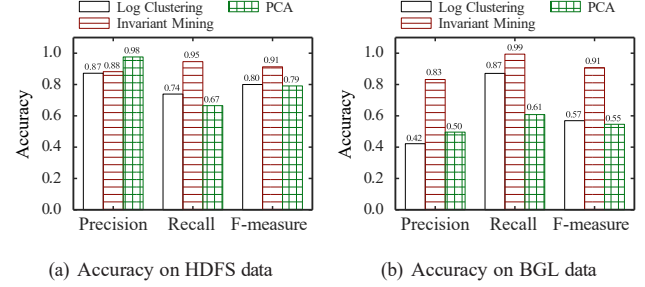 Log Clustering PCA
Invariant Mining
Accuracy
1.0
0.8
0.6
0.4
0.2
0.0
0.87 0.88 0.98
0.74 0.95 0.67
0.80 0.91 0.79
Precision Recall F-measure
(a) Accuracy on HDFS data
Log Clustering PCA
Invariant Mining
Accuracy
1.0
0.8
0.6
0.4
0.2
0.0
0.42 0.83 0.50
0.87 0.99 0.61
0.57 0.91 0.55
Precision Recall F-measure
(b) Accuracy on BGL data